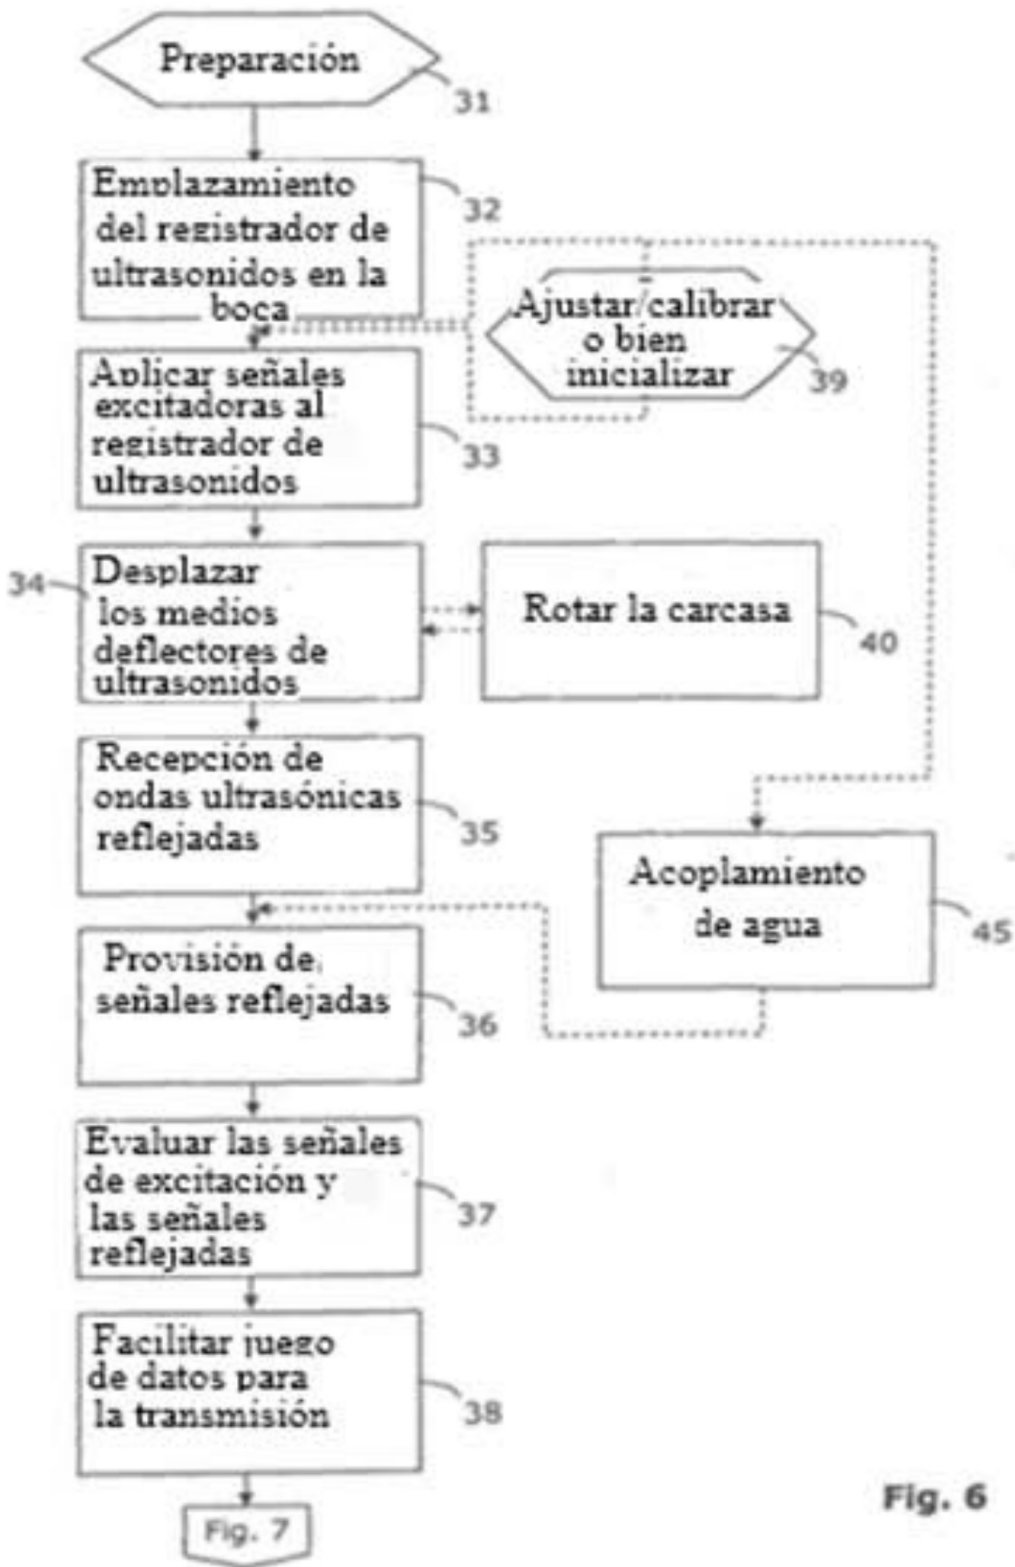 Preparación
31
Emplazamiento
del registrador de
ultrasonidos en la
boca
32
Ajustar/calibrar
o bien
inicializar
39
Aplicar señales
excitadoras al
registrador de
ultrasonidos
33
34
Desplazar
los medios
deflectores de
ultrasonidos
Rotar la carcasa
40
Recepción de
ondas ultrasónicas
reflejadas
35
Acoplamiento
de agua
45
Provisión de
señales reflejadas
36
Evaluar las señales
de excitación y
las señales
reflejadas
37
Facilitar juego
de datos para
la transmisión
38
Fig. 7
Fig. 6